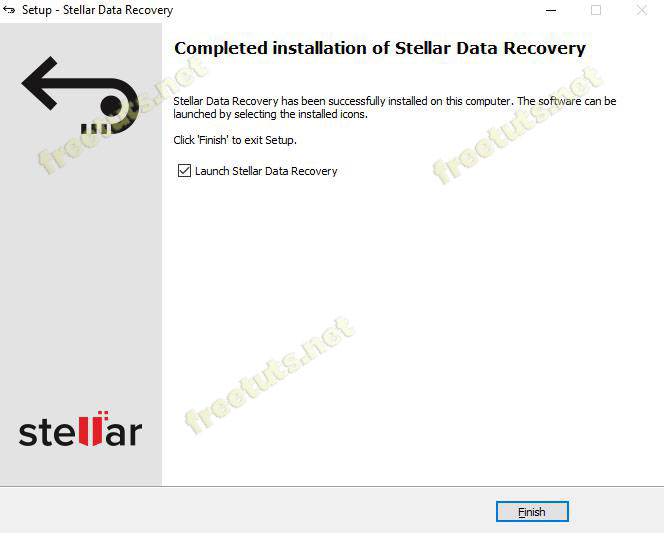 Setup - Stellar Data Recovery
Completed installation of Stellar Data Recovery
Stellar Data Recovery has been successfully installed on this computer. The software can be
launched by selecting the installed icons.
Click 'Finish' to exit Setup.
Launch Stellar Data Recovery
freetuts.net
freetuts.net
freetuts.net
stellar
Finish